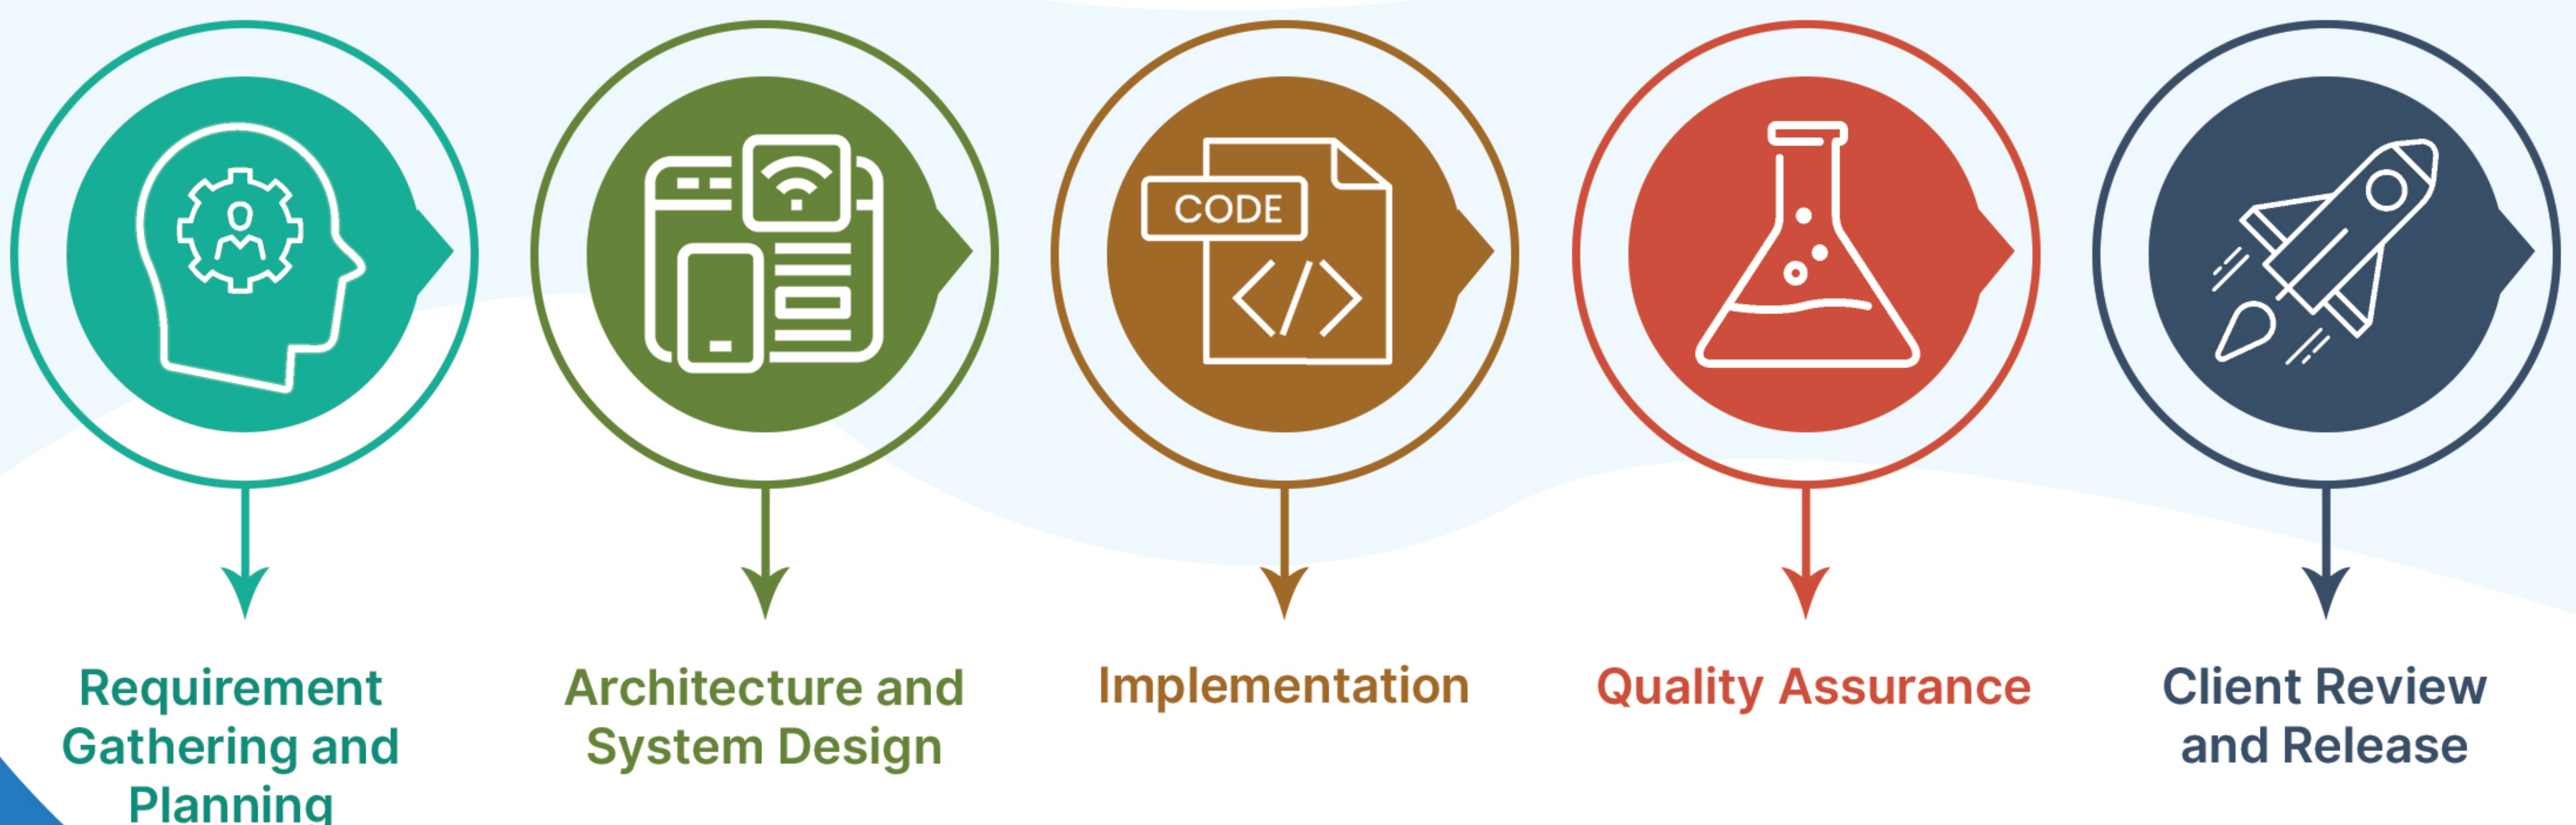 CODE
Requirement
Gathering and
Planning
Architecture and
System Design
Implementation
Quality Assurance
Client Review
and Release